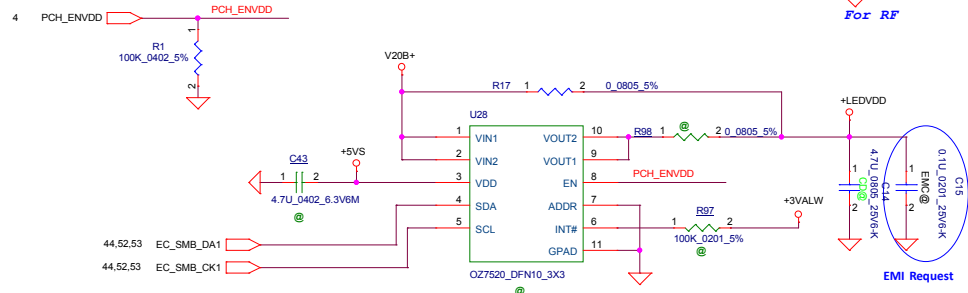 For RF
4 PCH_ENVDD PCH_ENVDD
1
R1
100K_0402_5%
2
V20B+
R17 1 2 0_0805_5%
+LEDVDD
U28
@
1 VIN1 VOUT2 10 R98 1 2 0_0805_5%
2 VIN2 VOUT1 9
+5VS
C43
1 2
4.7U_0402_6.3V6M
@
3 VDD EN 8 PCH_ENVDD
4 SDA ADDR 7
5 SCL INT# 6
GPAD 11
R97
1 2
100K_0201_5%
@
+3VALW
44,52,53 EC_SMB_DA1
44,52,53 EC_SMB_CK1
OZ7520_DFN10_3X3
@
1
2
C14
4.7U_0805_25V6-K
1
2
EMC@
C15
0.1U_0201_25V6-K
EMI Request